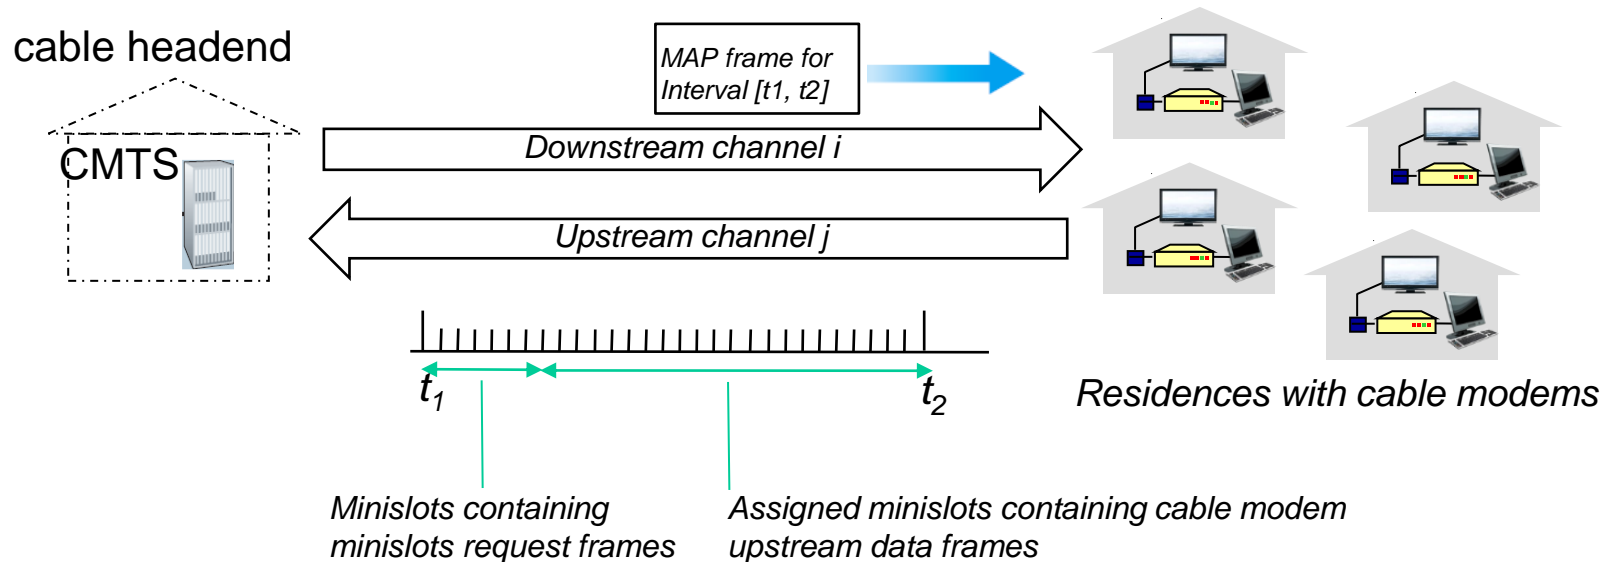 cable headend
MAP frame for
Interval [t1, t2]
CMTS
Downstream channel i
Upstream channel j
t1
t2
Residences with cable modems
Minislots containing
minislots request frames
Assigned minislots containing cable modem
upstream data frames